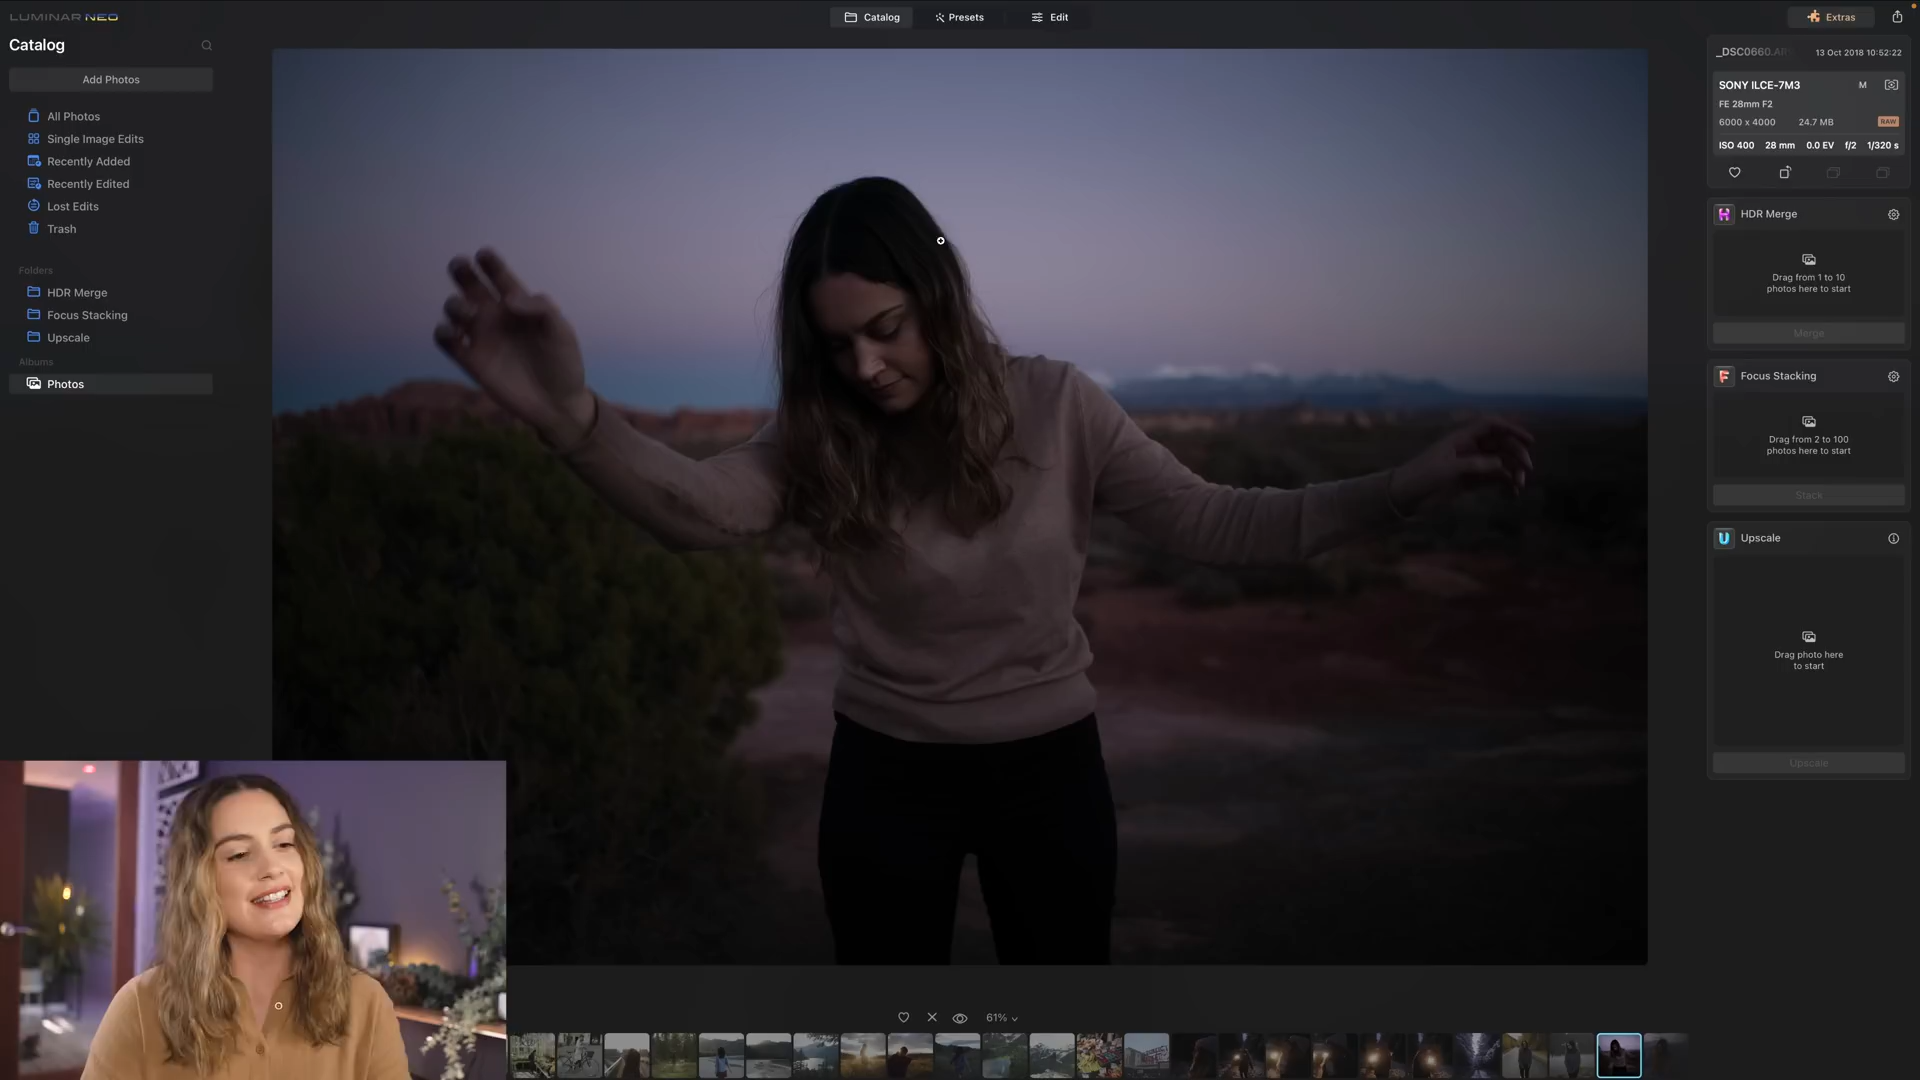 LUMINAR NEO
Catalog
Presets
Edit
Extras
Catalog
Add Photos
All Photos
Single Image Edits
Recently Added
Recently Edited
Lost Edits
Trash
Folders
HDR Merge
Focus Stacking
Upscale
Albums
Photos
_DSC0660.AR
13 Oct 2018 10:52:22
SONY ILCE-7M3
M
FE 28mm F2
6000 x 4000
24.7 MB
RAW
ISO 400
28 mm
0.0 EV
f/2
1/320 s
HDR Merge
Drag from 1 to 10
photos here to start
Merge
Focus Stacking
Drag from 2 to 100
photos here to start
Stack
Upscale
Drag photo here
to start
Upscale
61%